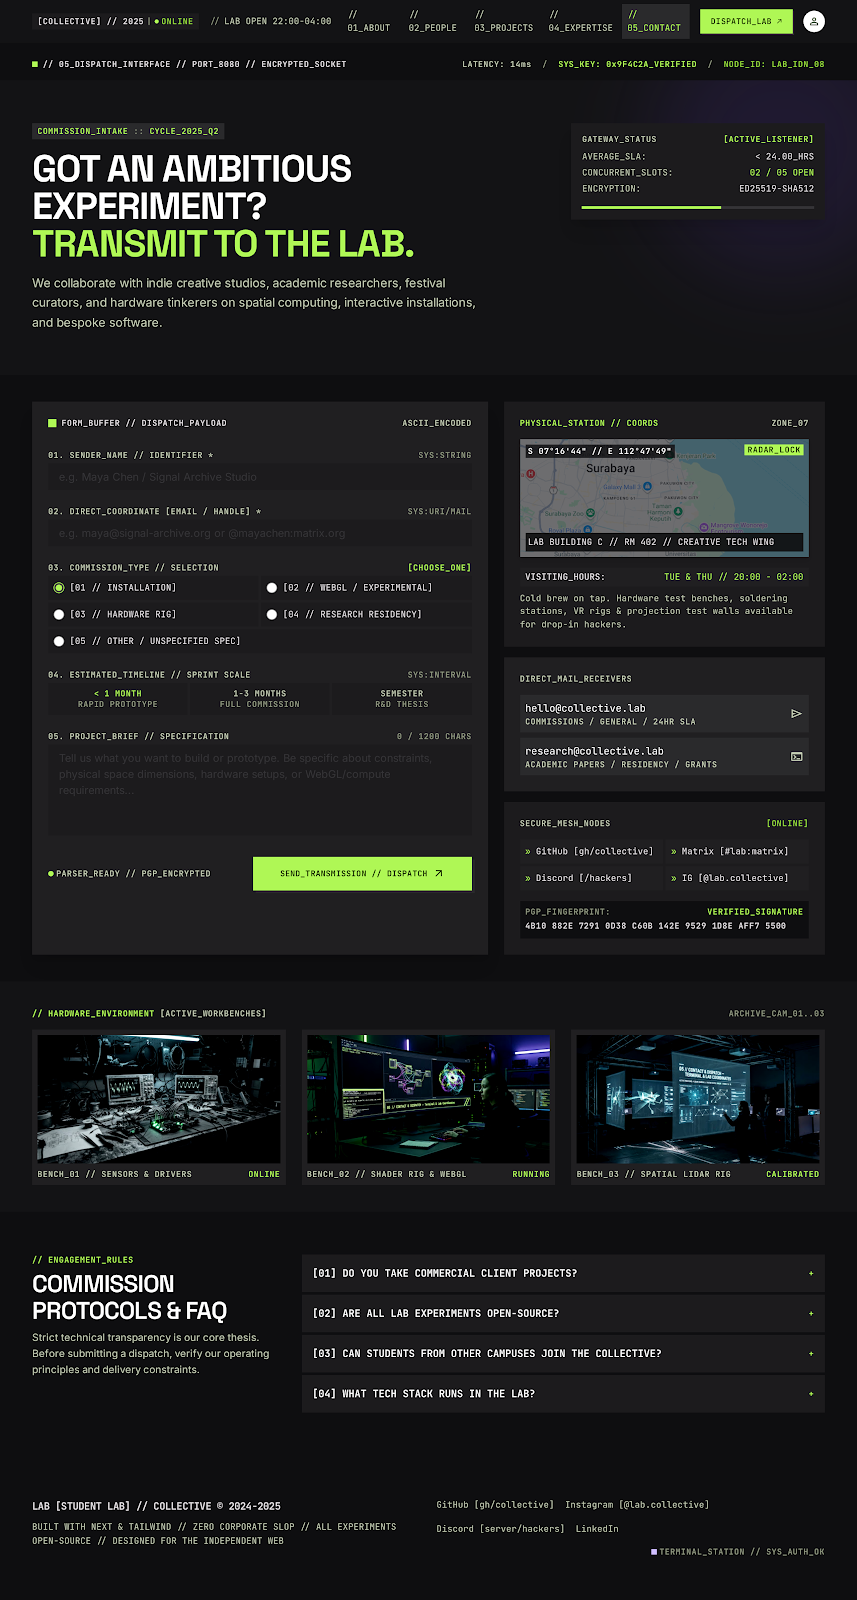 [COLLECTIVE] // 2025 | ONLINE
// LAB OPEN 22:00-04:00
// 01_ABOUT
// 02_PEOPLE
// 03_PROJECTS
// 04_EXPERTISE
// 05_CONTACT
DISPATCH_LAB ↗
// 05_DISPATCH_INTERFACE // PORT_8080 // ENCRYPTED_SOCKET
LATENCY: 14ms / SYS_KEY: 0x9F4C2A_VERIFIED / NODE_ID: LAB_IDN_08
COMMISSION_INTAKE :: CYCLE_2025_Q2
GOT AN AMBITIOUS
EXPERIMENT?
TRANSMIT TO THE LAB.
We collaborate with indie creative studios, academic researchers, festival
curators, and hardware tinkerers on spatial computing, interactive installations,
and bespoke software.
GATEWAY_STATUS [ACTIVE_LISTENER]
AVERAGE_SLA: < 24.00_HRS
CONCURRENT_SLOTS: 02 / 05 OPEN
ENCRYPTION: ED25519-SHA512
FORM_BUFFER // DISPATCH_PAYLOAD ASCII_ENCODED
01. SENDER_NAME // IDENTIFIER * SYS:STRING
e.g. Maya Chen / Signal Archive Studio
02. DIRECT_COORDINATE [EMAIL / HANDLE] * SYS:URI/MAIL
e.g. maya@signal-archive.org or @mayachen:matrix.org
03. COMMISSION_TYPE // SELECTION [CHOOSE_ONE]
[01 // INSTALLATION] [02 // WEBGL / EXPERIMENTAL]
[03 // HARDWARE RIG] [04 // RESEARCH RESIDENCY]
[05 // OTHER / UNSPECIFIED SPEC]
04. ESTIMATED_TIMELINE // SPRINT SCALE SYS:INTERVAL
< 1 MONTH 1-3 MONTHS SEMESTER
RAPID PROTOTYPE FULL COMMISSION R&D THESIS
05. PROJECT_BRIEF // SPECIFICATION 0 / 1200 CHARS
Tell us what you want to build or prototype. Be specific about constraints,
physical space dimensions, hardware setups, or WebGL/compute
requirements...
PARSER_READY // PGP_ENCRYPTED
SEND_TRANSMISSION // DISPATCH ↗
PHYSICAL_STATION // COORDS ZONE_07
S 07°16'44" // E 112°47'49" RADAR_LOCK
Surabaya
Galaxy Mall 3
Surabaya Zoo
Taman
Harmoni
LAB BUILDING C // RM 402 // CREATIVE TECH WING
VISITING_HOURS: TUE & THU // 20:00 - 02:00
Cold brew on tap. Hardware test benches, soldering
stations, VR rigs & projection test walls available
for drop-in hackers.
DIRECT_MAIL_RECEIVERS
hello@collective.lab
COMMISSIONS / GENERAL / 24HR SLA
research@collective.lab
ACADEMIC PAPERS / RESIDENCY / GRANTS
SECURE_MESH_NODES [ONLINE]
» GitHub [gh/collective] » Matrix [#lab:matrix]
» Discord [/hackers] » IG [@lab.collective]
PGP_FINGERPRINT: VERIFIED_SIGNATURE
4B10 882E 7291 0D38 C60B 142E 9529 1D8E AFF7 5500
// HARDWARE_ENVIRONMENT [ACTIVE_WORKBENCHES] ARCHIVE_CAM_01..03
BENCH_01 // SENSORS & DRIVERS ONLINE
BENCH_02 // SHADER RIG & WEBGL RUNNING
BENCH_03 // SPATIAL LIDAR RIG CALIBRATED
// ENGAGEMENT_RULES
COMMISSION
PROTOCOLS & FAQ
Strict technical transparency is our core thesis.
Before submitting a dispatch, verify our operating
principles and delivery constraints.
[01] DO YOU TAKE COMMERCIAL CLIENT PROJECTS? +
[02] ARE ALL LAB EXPERIMENTS OPEN-SOURCE? +
[03] CAN STUDENTS FROM OTHER CAMPUSES JOIN THE COLLECTIVE? +
[04] WHAT TECH STACK RUNS IN THE LAB? +
LAB [STUDENT LAB] // COLLECTIVE © 2024-2025
BUILT WITH NEXT & TAILWIND // ZERO CORPORATE SLOP // ALL EXPERIMENTS
OPEN-SOURCE // DESIGNED FOR THE INDEPENDENT WEB
GitHub [gh/collective] Instagram [@lab.collective]
Discord [server/hackers] LinkedIn
TERMINAL_STATION // SYS_AUTH_OK